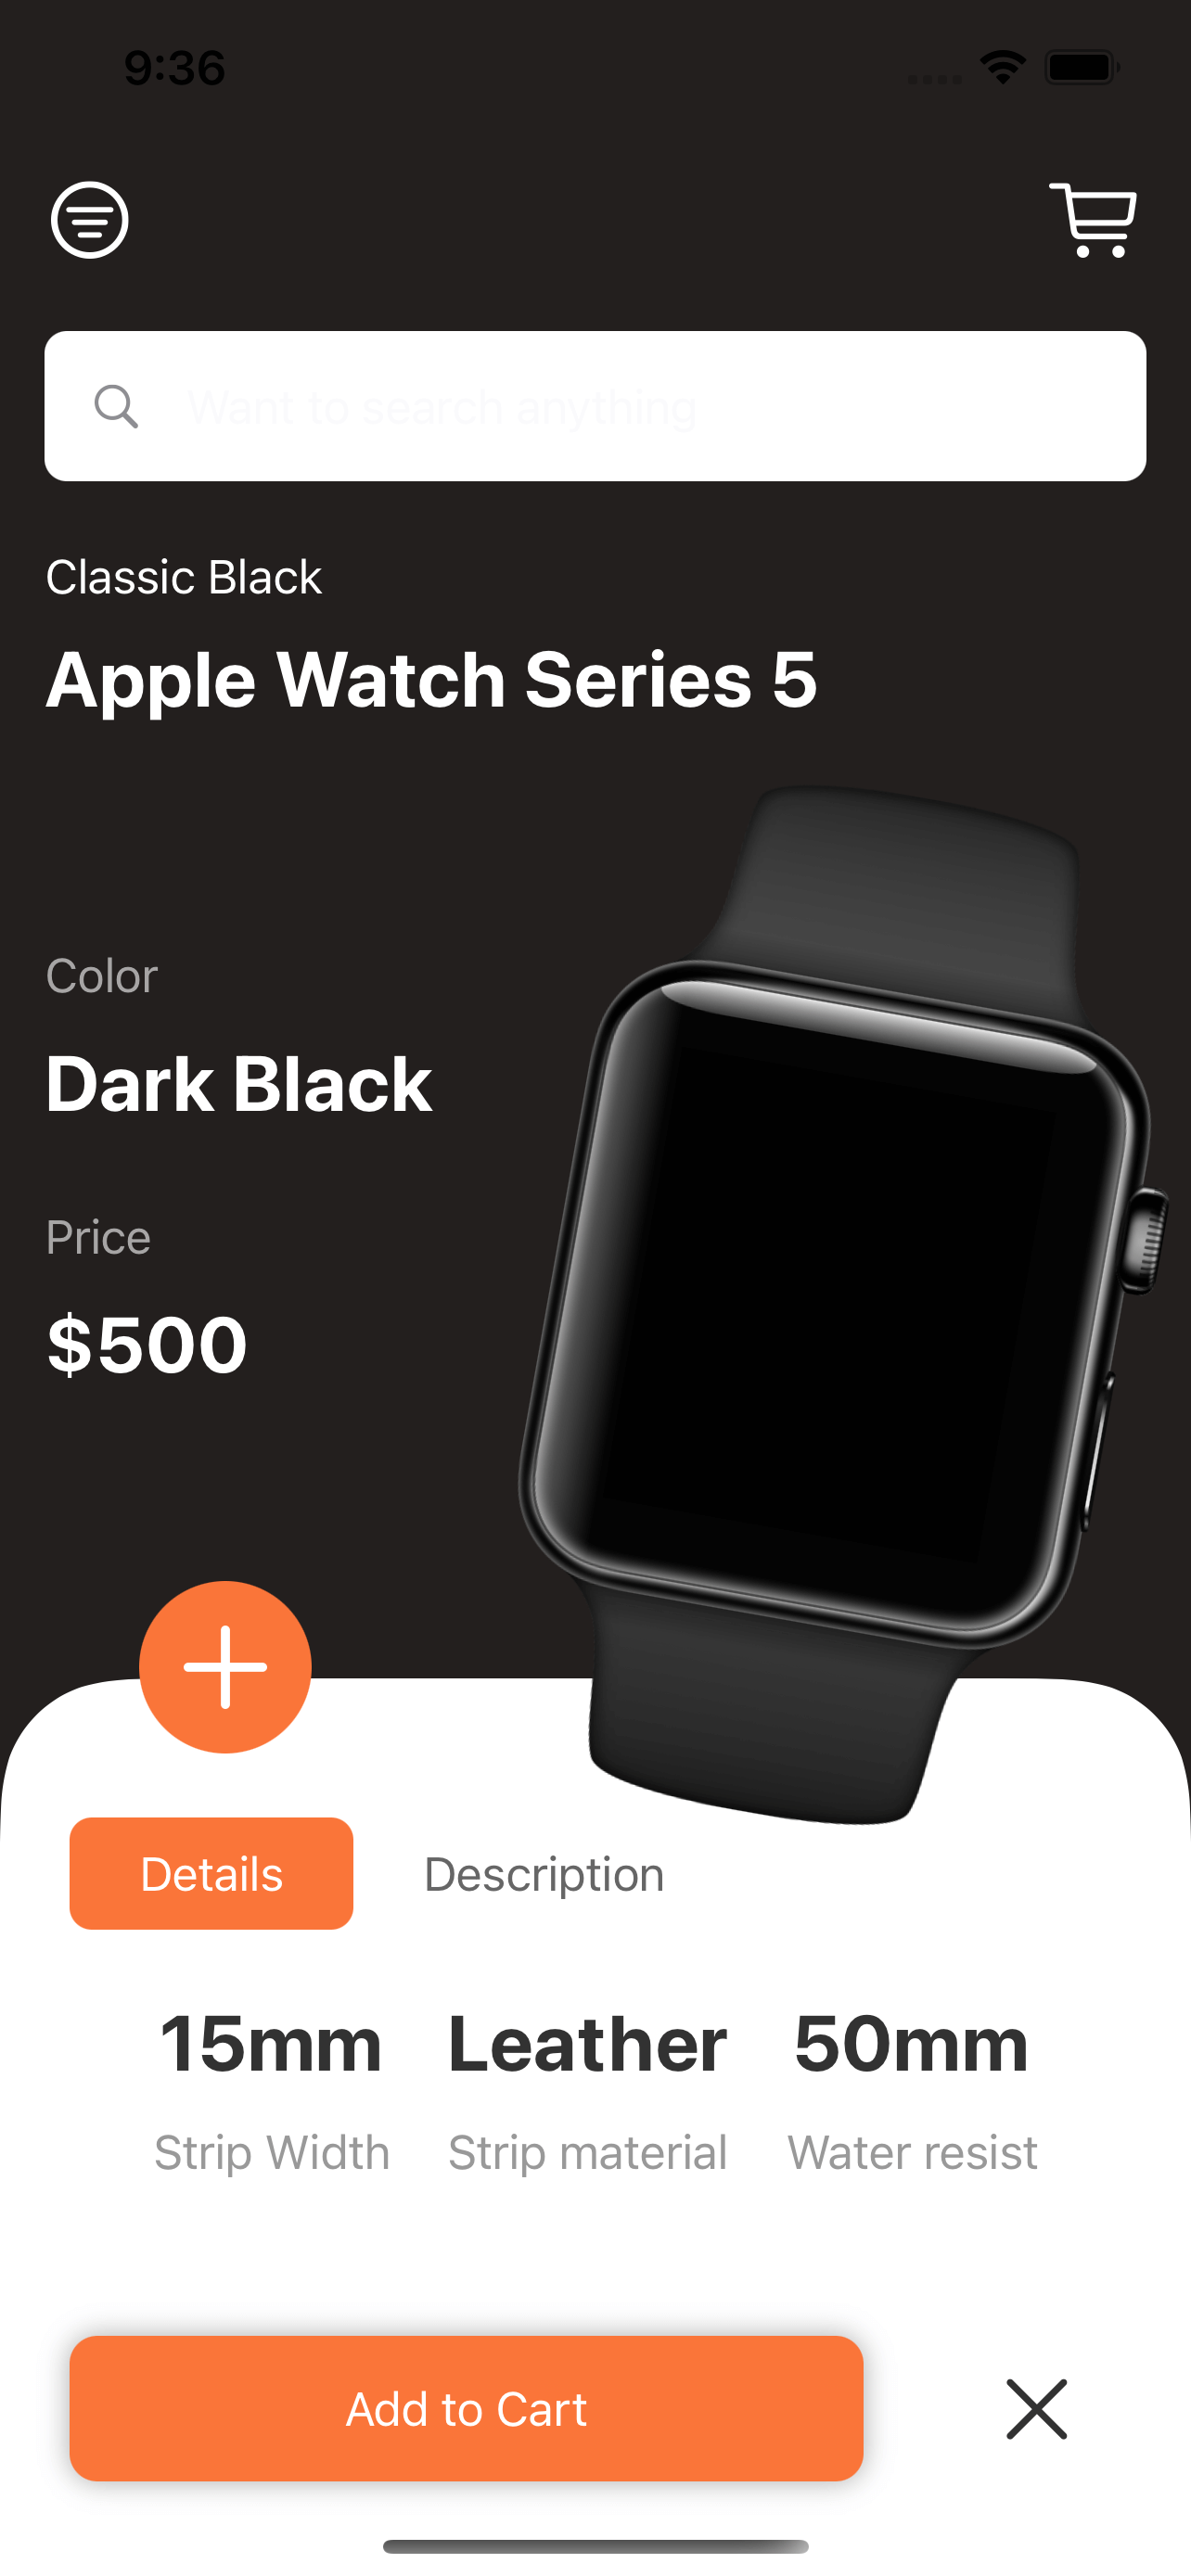 9:36
Want to search anything
Classic Black
Apple Watch Series 5
Color
Dark Black
Price
$500
Details Description
15mm Leather 50mm
Strip Width Strip material Water resist
Add to Cart